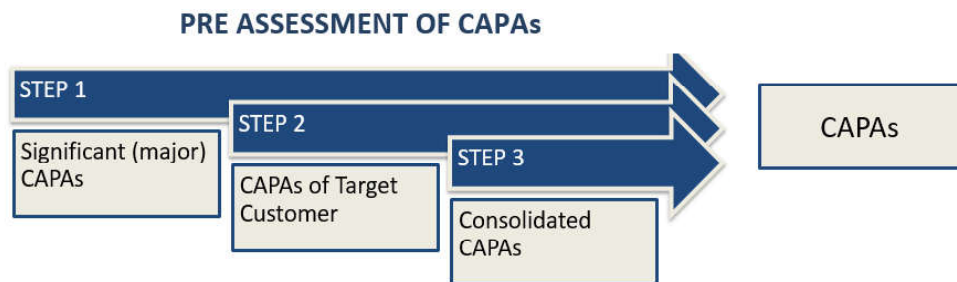 PRE ASSESSMENT OF CAPAs
STEP 1
Significant (major)
CAPAs
STEP 2
CAPAs of Target
Customer
STEP 3
Consolidated
CAPAs
CAPAs